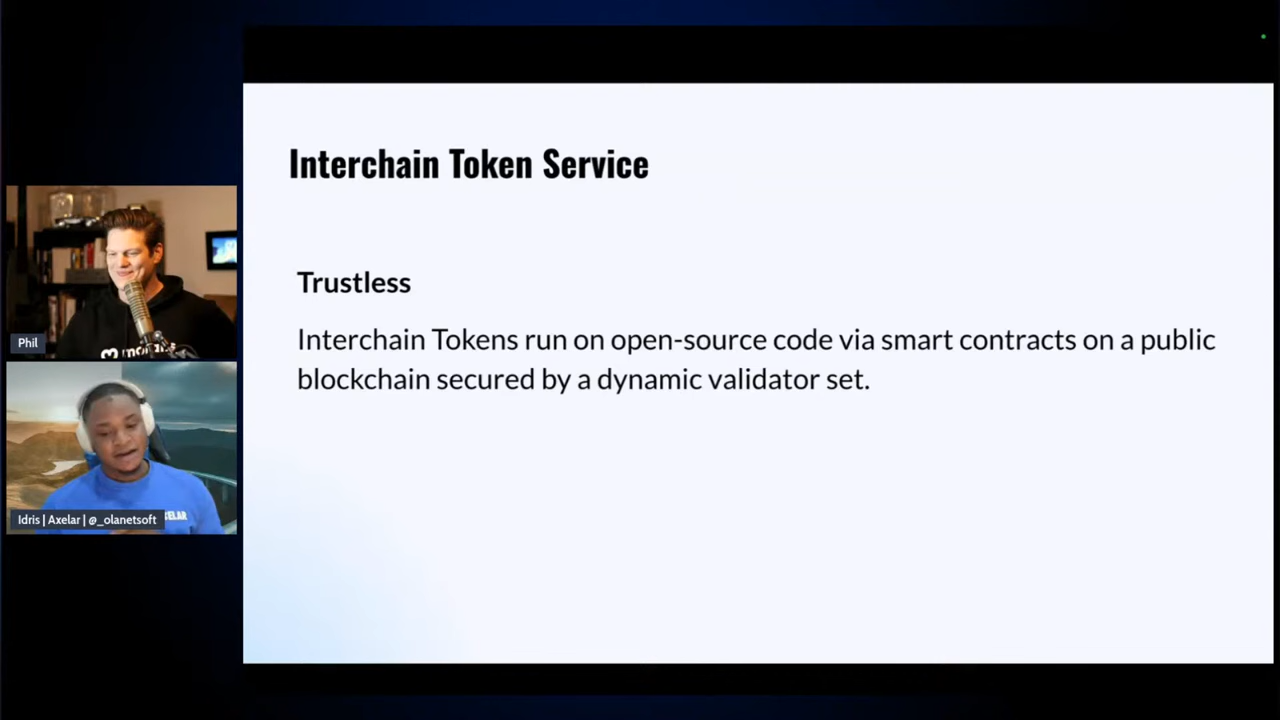 Interchain Token Service
Trustless
Interchain Tokens run on open-source code via smart contracts on a public
blockchain secured by a dynamic validator set.
Phil
Idris | Axelar | @_olanetsoft